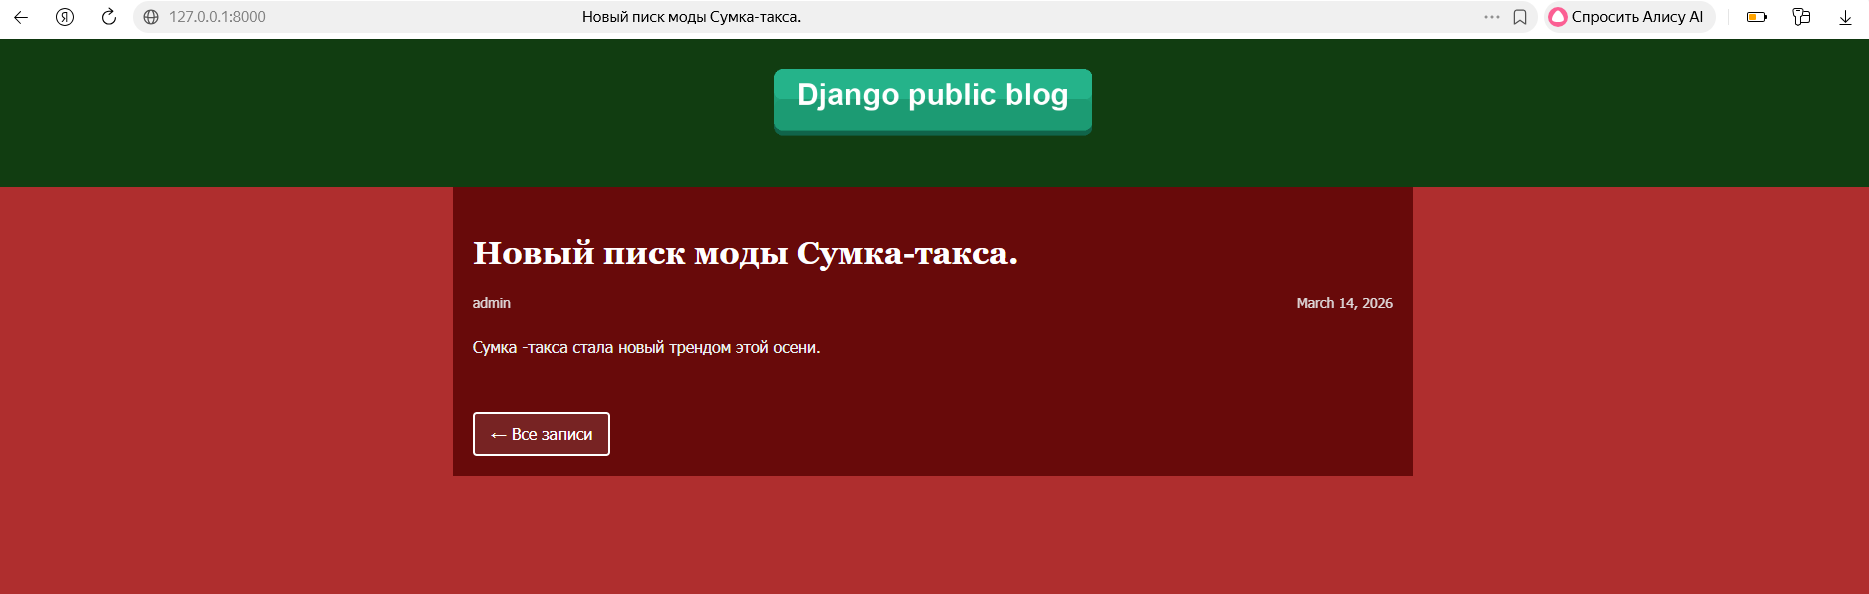 127.0.0.1:8000 Новый писк моды Сумка-такса. Спросить Алису AI
Django public blog
Новый писк моды Сумка-такса.
admin March 14, 2026
Сумка -такса стала новый трендом этой осени.
← Все записи